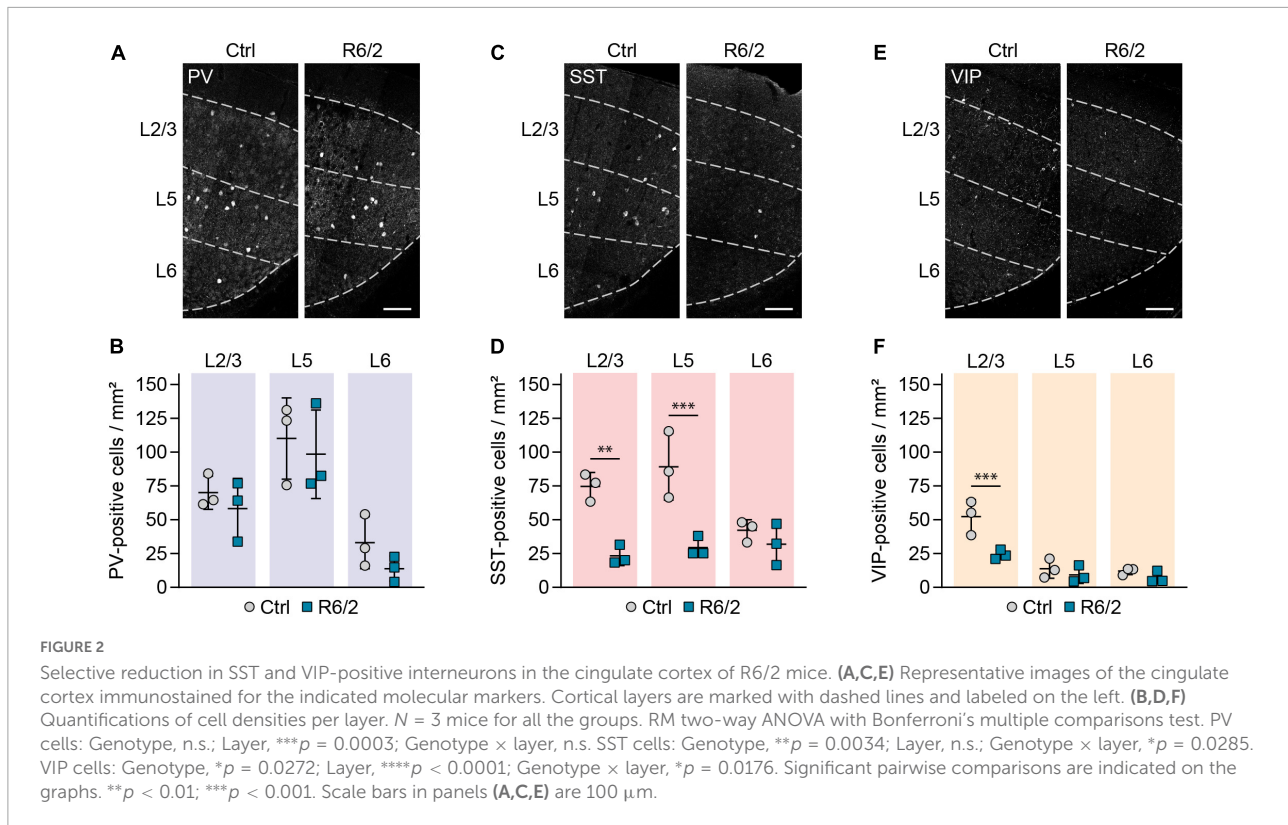 A
Ctrl R6/2
PV
L2/3
L5
L6
C
Ctrl R6/2
SST
E
Ctrl R6/2
VIP
L2/3
L5
L6
B
L2/3 L5 L6
PV-positive cells / mm²
150
125
100
75
50
25
0
Ctrl R6/2
D
L2/3 L5 L6
SST-positive cells / mm²
150
125
100
75
50
25
0
**
***
Ctrl R6/2
F
L2/3 L5 L6
VIP-positive cells / mm²
150
125
100
75
50
25
0
***
Ctrl R6/2
FIGURE 2
Selective reduction in SST and VIP-positive interneurons in the cingulate cortex of R6/2 mice. (A,C,E) Representative images of the cingulate
cortex immunostained for the indicated molecular markers. Cortical layers are marked with dashed lines and labeled on the left. (B,D,F)
Quantifications of cell densities per layer. N = 3 mice for all the groups. RM two-way ANOVA with Bonferroni's multiple comparisons test. PV
cells: Genotype, n.s.; Layer, ***p = 0.0003; Genotype × layer, n.s. SST cells: Genotype, **p = 0.0034; Layer, n.s.; Genotype × layer, *p = 0.0285.
VIP cells: Genotype, *p = 0.0272; Layer, ****p < 0.0001; Genotype × layer, *p = 0.0176. Significant pairwise comparisons are indicated on the
graphs. **p < 0.01; ***p < 0.001. Scale bars in panels (A,C,E) are 100 μm.